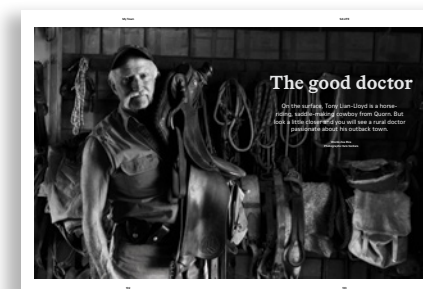 The good doctor
On the surface, Tony Lian-Lloyd is a horse-
riding, saddle-making cowboy from Quorn. But
look a little closer and you will see a rural doctor
passionate about his outback town.